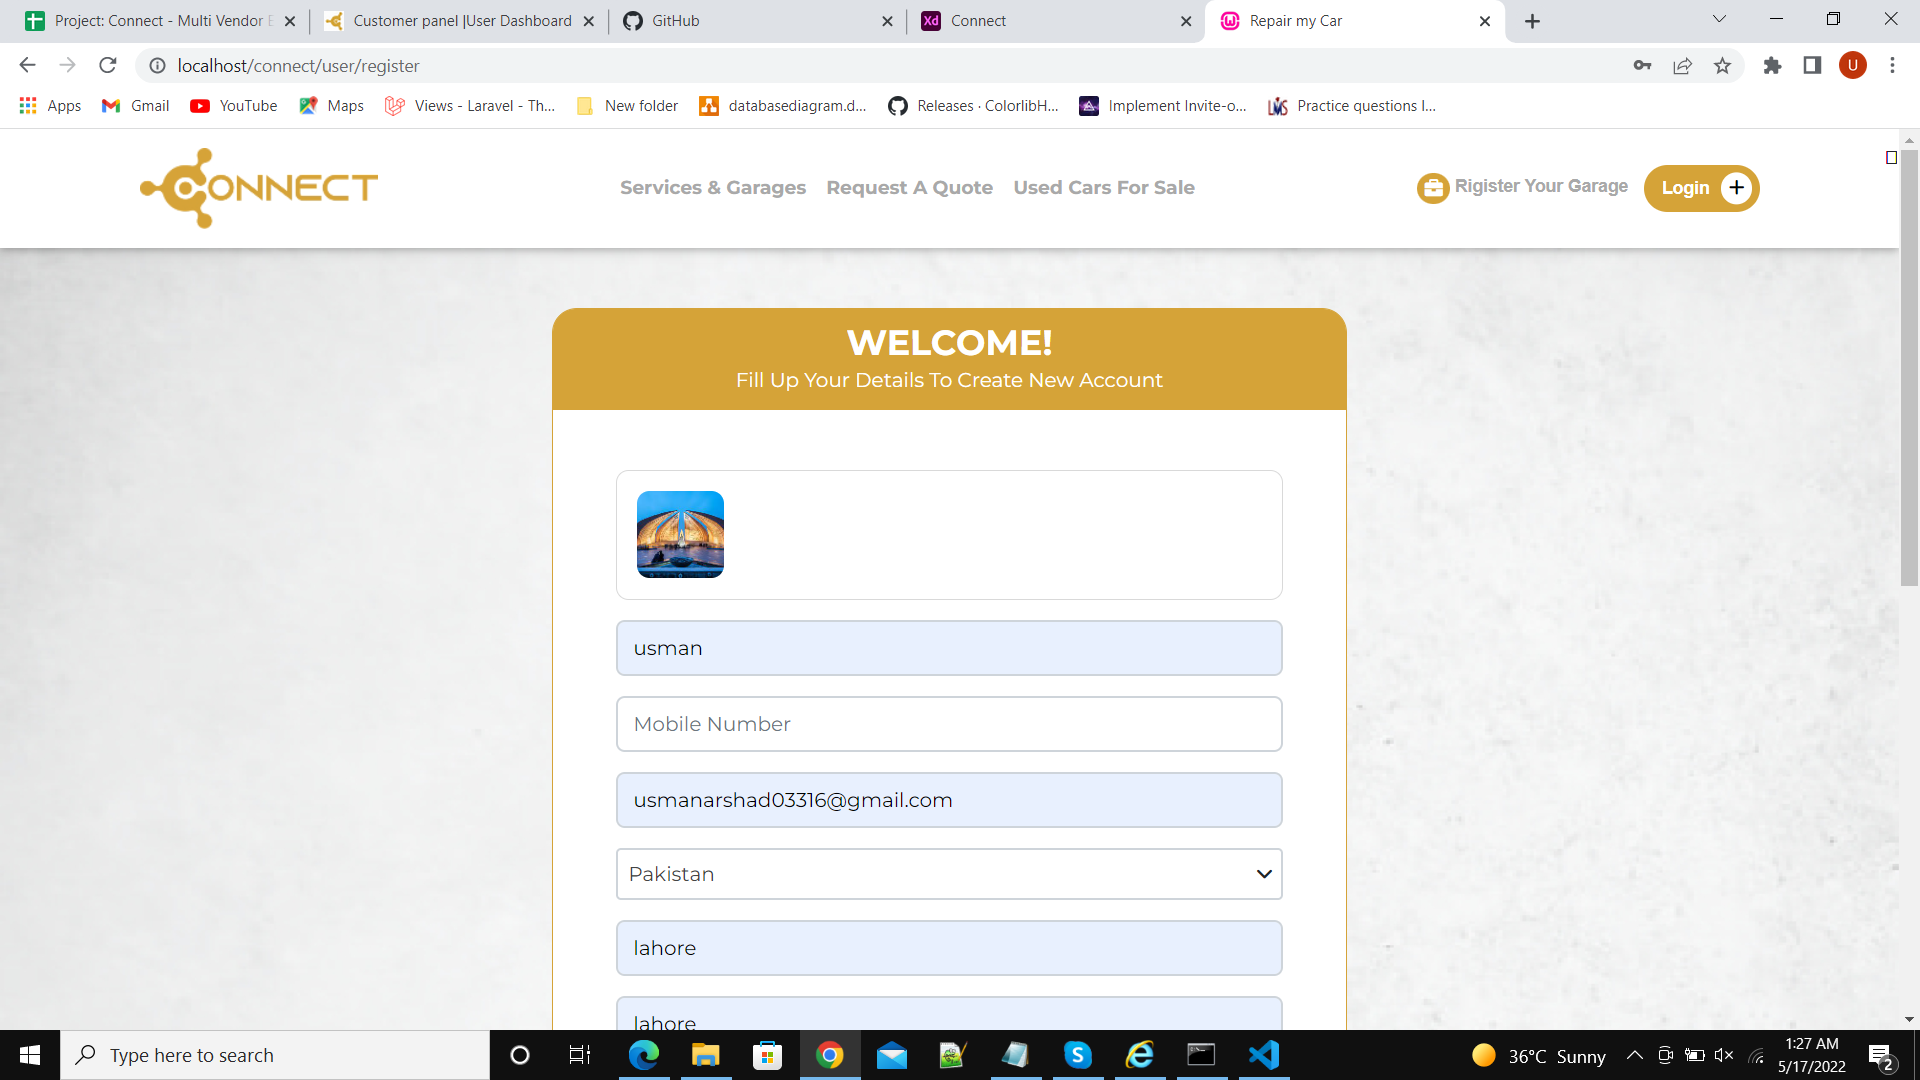 Project: Connect - Multi Vendor E
Customer panel |User Dashboard
GitHub
Xd Connect
Repair my Car
localhost/connect/user/register
U
Apps
Gmail
YouTube
Maps
Views - Laravel - Th...
New folder
databasediagram.d...
Releases · ColorlibH...
Implement Invite-o...
Practice questions I...
CONNECT
Services & Garages
Request A Quote
Used Cars For Sale
Rigister Your Garage
Login
WELCOME!
Fill Up Your Details To Create New Account
usman
Mobile Number
usmanarshad03316@gmail.com
Pakistan
lahore
lahore
Type here to search
36°C Sunny
1:27 AM
5/17/2022
2